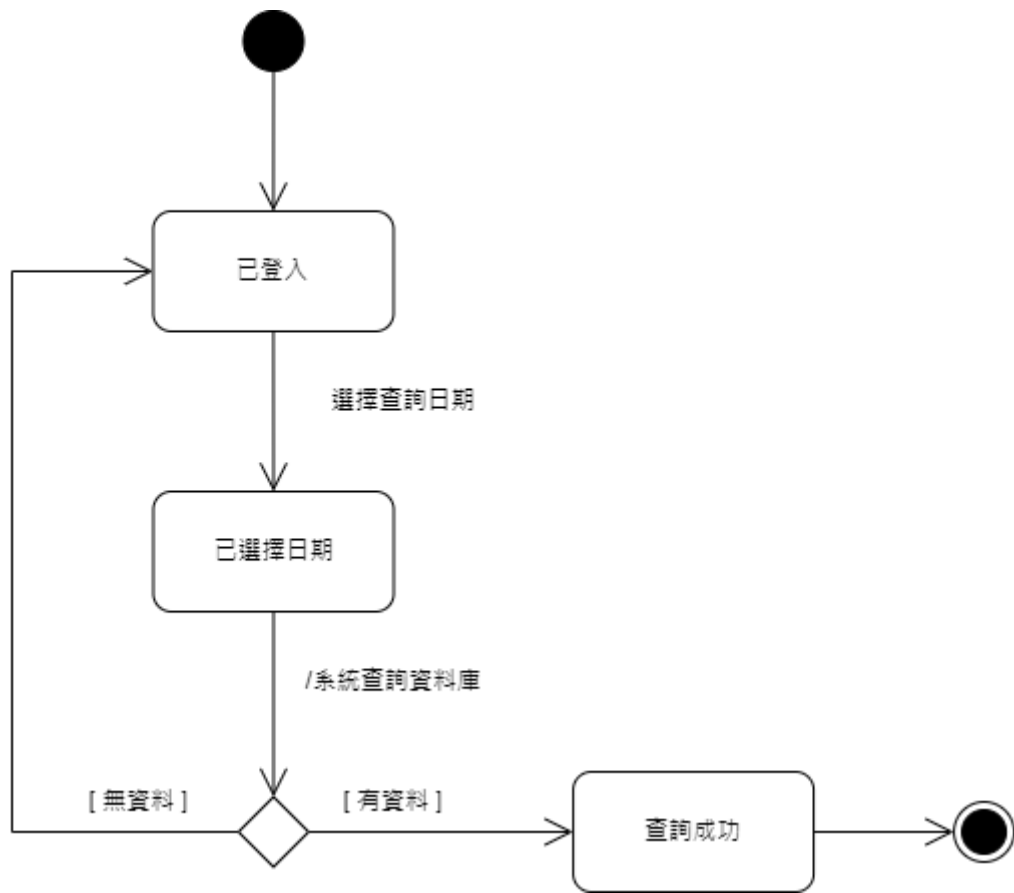 已登入
選擇查詢日期
已選擇日期
/系統查詢資料庫
[ 無資料 ]
[ 有資料 ]
查詢成功